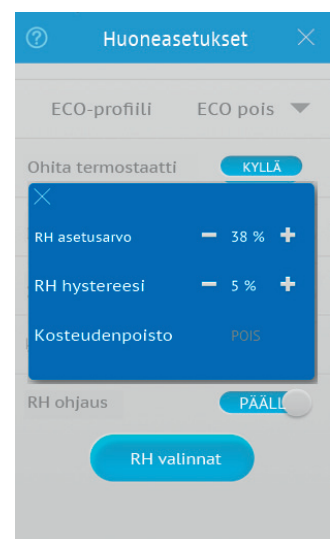 ?
Huoneasetukset
ECO-profiili ECO pois
Ohita termostaatti KYLLÄ
RH asetusarvo − 38 % +
RH hystereesi − 5 % +
Kosteudenpoisto POIS
RH ohjaus PÄÄLL
RH valinnat